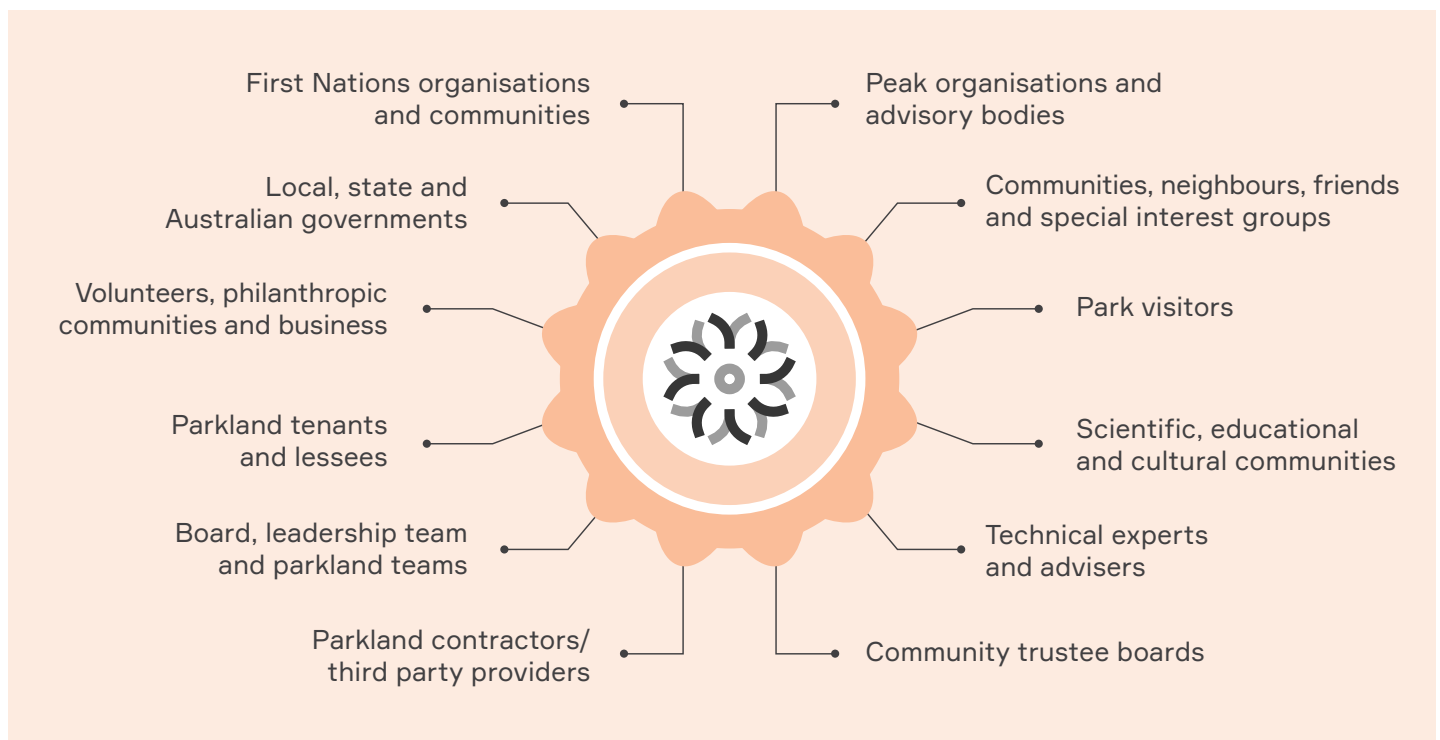 First Nations organisations
and communities
Peak organisations and
advisory bodies
Local, state and
Australian governments
Communities, neighbours, friends
and special interest groups
Volunteers, philanthropic
communities and business
Park visitors
Parkland tenants
and lessees
Scientific, educational
and cultural communities
Board, leadership team
and parkland teams
Technical experts
and advisers
Parkland contractors/
third party providers
Community trustee boards